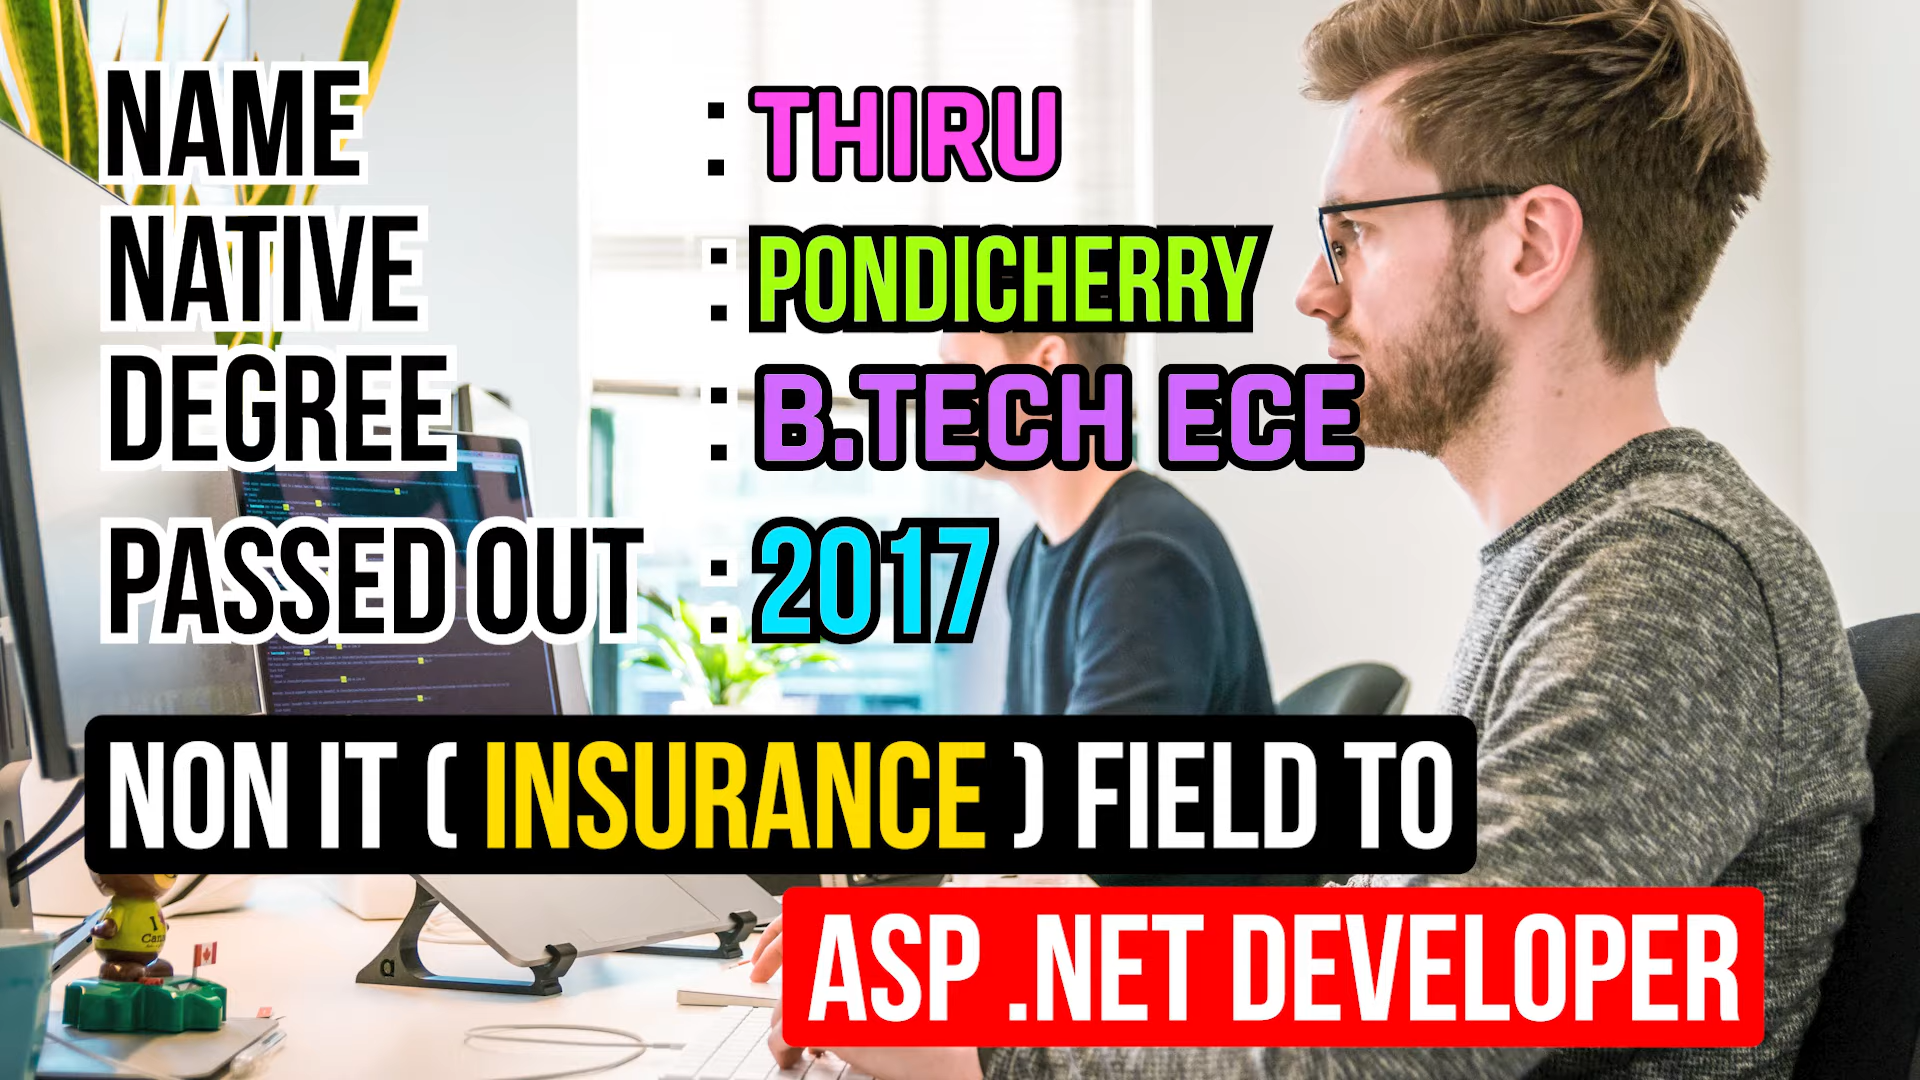 NAME : THIRU
NATIVE : PONDICHERRY
DEGREE : B.TECH ECE
PASSED OUT : 2017
NON IT ( INSURANCE ) FIELD TO
ASP .NET DEVELOPER